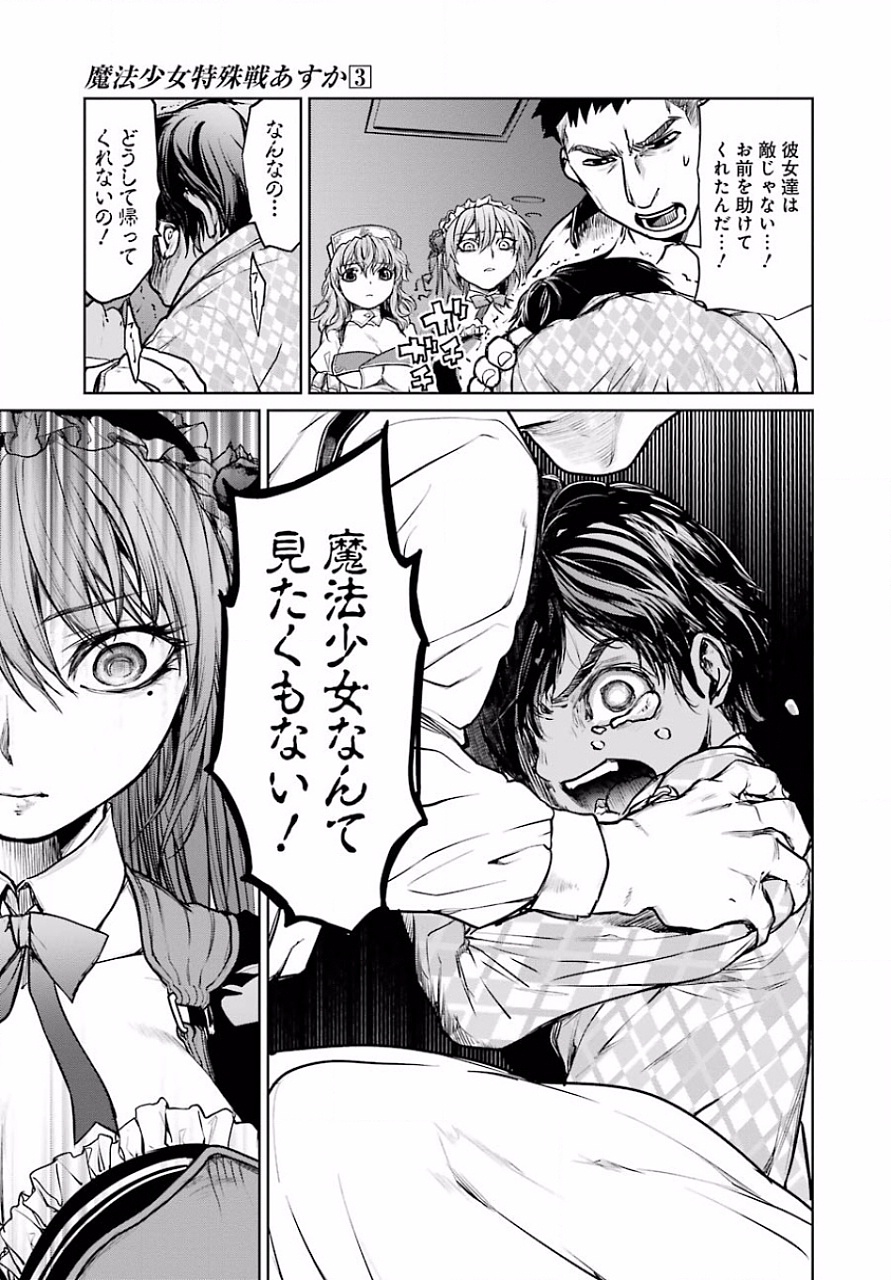 魔法少女特殊戦あすか3
彼女達は
敵じゃない…！
お前を助けて
くれたんだ…！
ガチ
ガチ
なんなの…
どうして帰って
くれないの！
魔法少女なんて
見たくもない！